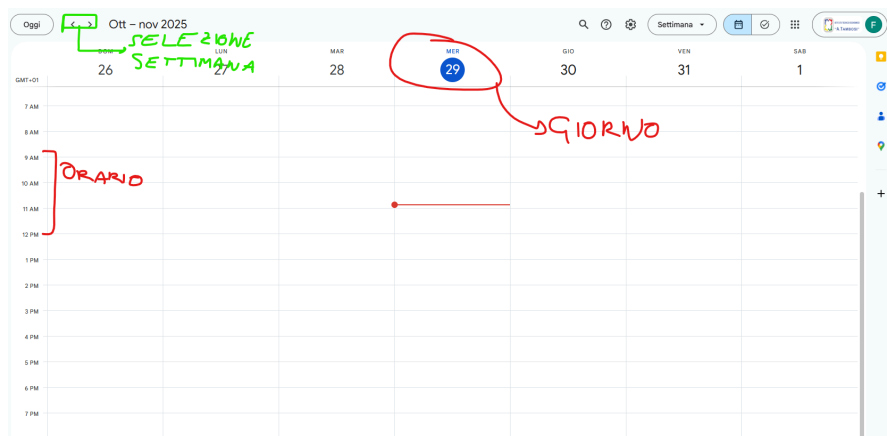 Oggi
Ott – nov 2025
Settimana
F
SELEZIONE
SETTIMANA
DOM LUN MAR MER GIO VEN SAB
26 27 28 29 30 31 1
GMT+01
7 AM
8 AM
9 AM
10 AM
11 AM
12 PM
1 PM
2 PM
3 PM
4 PM
5 PM
6 PM
7 PM
GIORNO
ORARIO